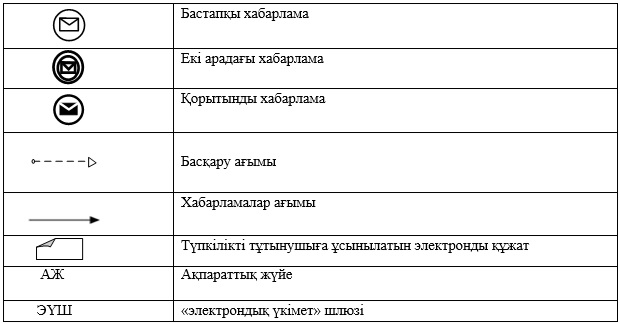 Бастапқы хабарлама
Екі арадағы хабарлама
Қорытынды хабарлама
Басқару ағымы
Хабарламалар ағымы
Түпкілікті тұтынушыға ұсынылатын электронды құжат
АЖ Ақпараттық жүйе
ЭҮШ «электрондық үкімет» шлюзі